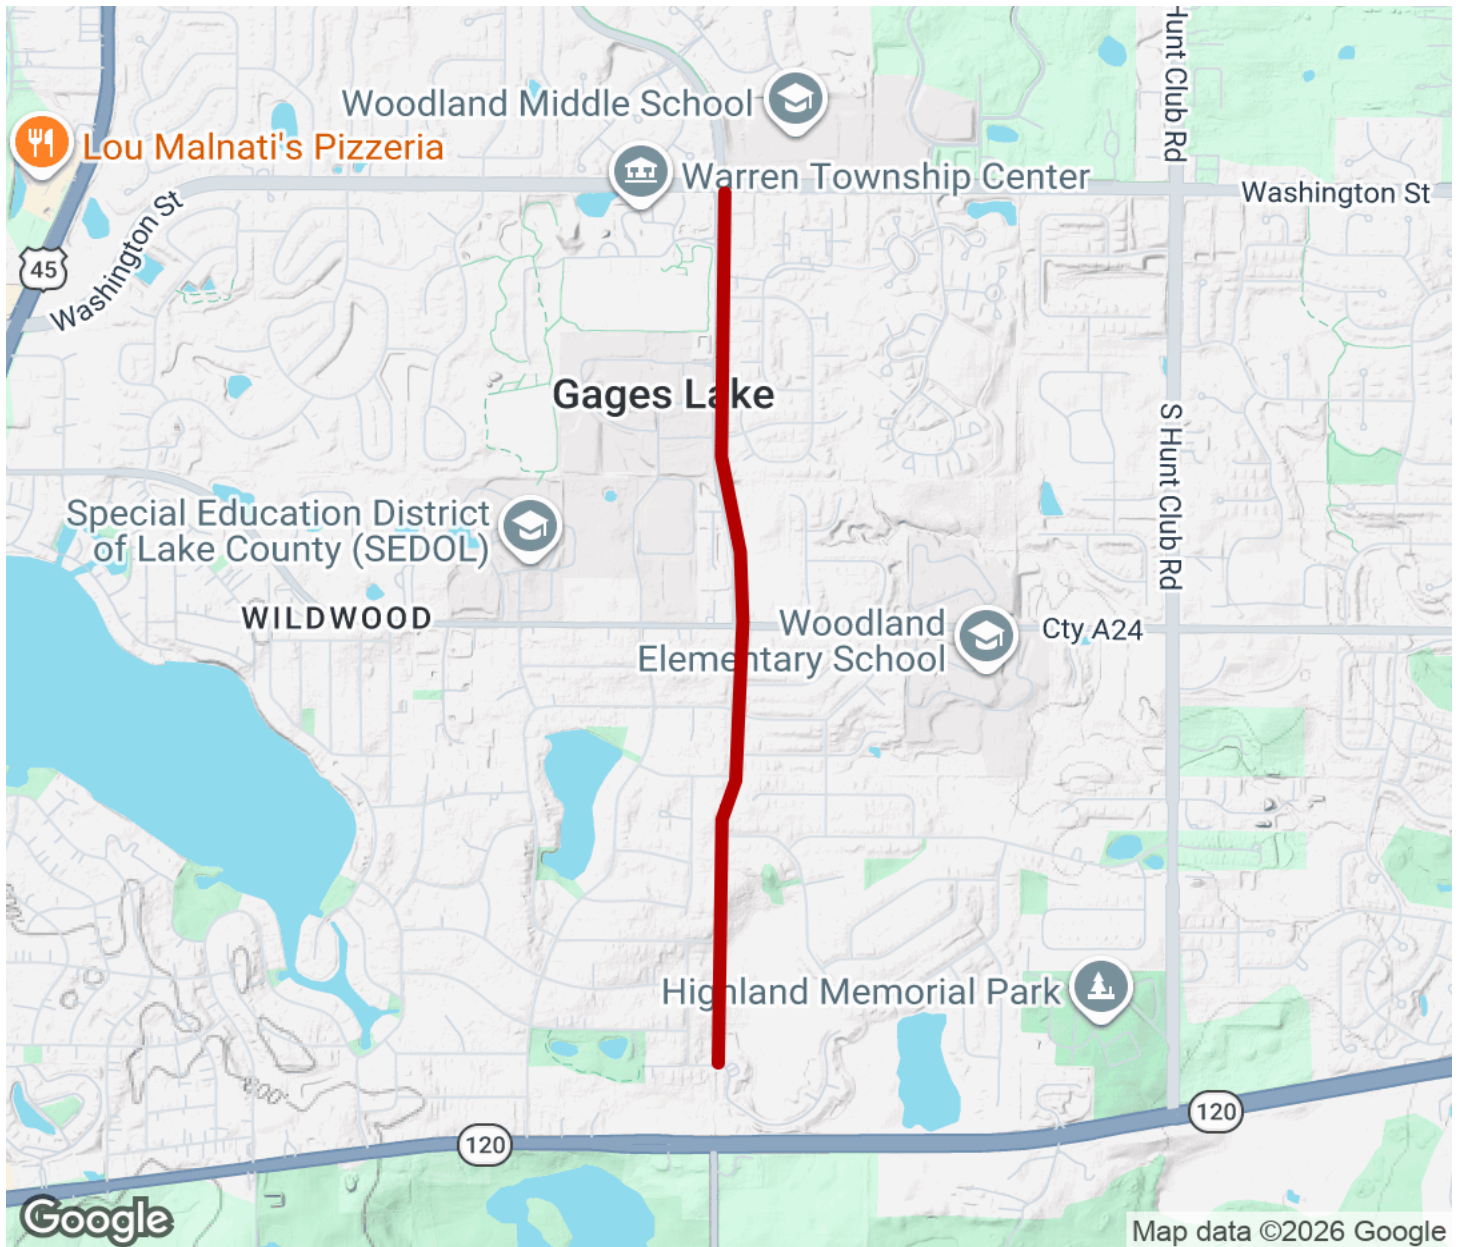 Hunt Club Rd
Woodland Middle School
Lou Malnati's Pizzeria
Warren Township Center
Washington St
Washington St
45
Gages Lake
S Hunt Club Rd
Special Education District
of Lake County (SEDOL)
WILDWOOD
Woodland
Elementary School
Cty A24
Highland Memorial Park
120
120
Google
Map data ©2026 Google